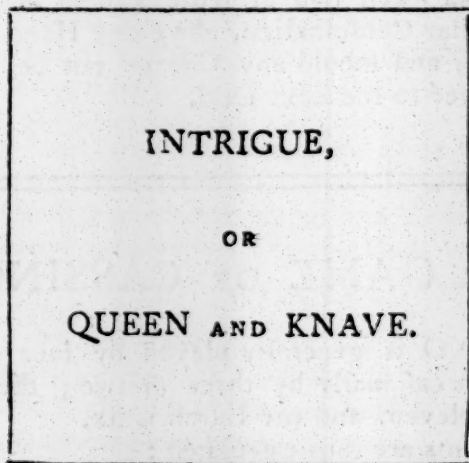 INTRIGUE,
OR
QUEEN AND KNAVE.